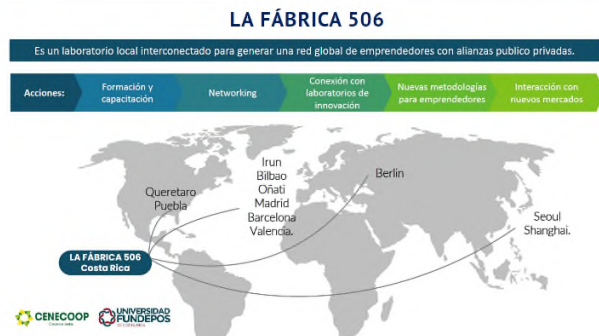 LA FÁBRICA 506
Es un laboratorio local interconectado para generar una red global de emprendedores con alianzas publico privadas.
Acciones:
Formación y
capacitación
Networking
Conexión con
laboratorios de
innovación
Nuevas metodologías
para emprendedores
Interacción con
nuevos mercados
Irun
Bilbao
Oñati
Madrid
Barcelona
Valencia.
Berlin
Queretaro
Puebla
Seoul
Shanghai.
LA FÁBRICA 506
Costa Rica
CENECOOP
UNIVERSIDAD
FUNDEPOS